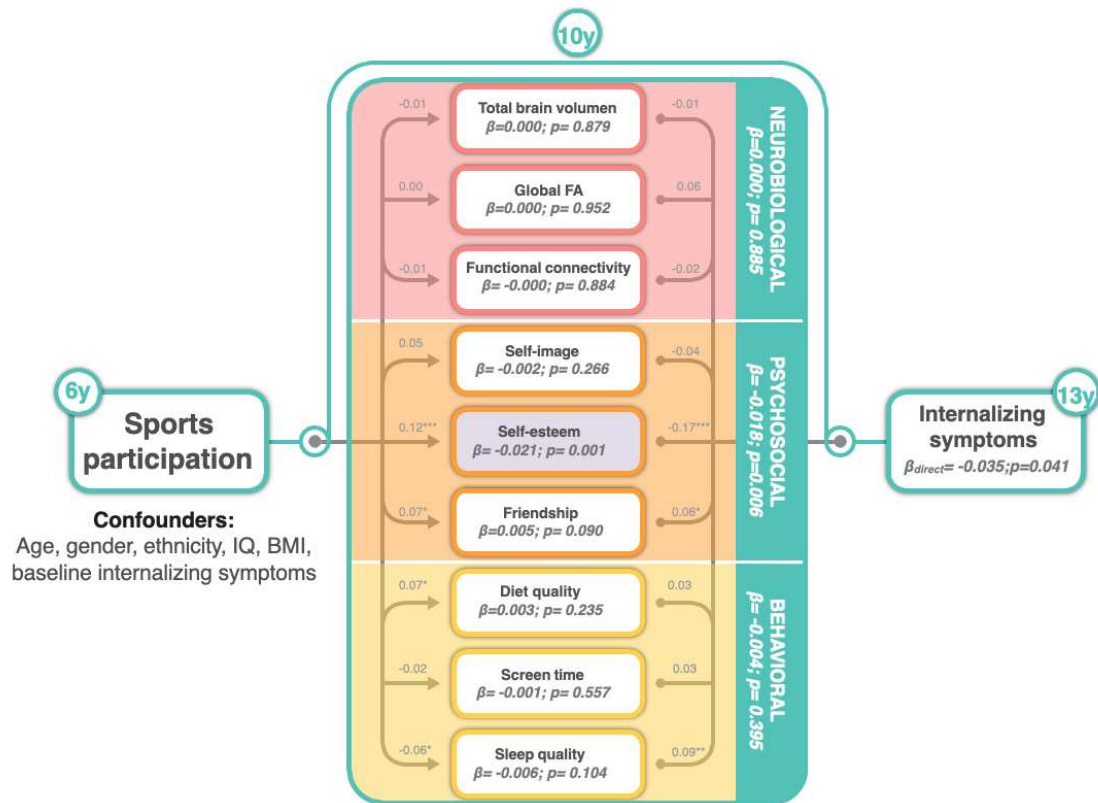 10y
-0.01
Total brain volumen
β=0.000; p= 0.879
-0.01
0.00
Global FA
β=0.000; p= 0.952
0.06
-0.01
Functional connectivity
β= -0.000; p= 0.884
-0.02
NEUROBIOLOGICAL
β=0.000; p= 0.885
0.05
Self-image
β= -0.002; p= 0.266
-0.04
0.12***
Self-esteem
β= -0.021; p= 0.001
-0.17***
0.07*
Friendship
β=0.005; p= 0.090
0.06*
PSYCHOSOCIAL
β= -0.018; p=0.006
0.07*
Diet quality
β=0.003; p= 0.235
0.03
-0.02
Screen time
β= -0.001; p= 0.557
0.03
-0.06*
Sleep quality
β= -0.006; p= 0.104
0.09**
BEHAVIORAL
β= -0.004; p= 0.395
6y
Sports
participation
Confounders:
Age, gender, ethnicity, IQ, BMI,
baseline internalizing symptoms
13y
Internalizing
symptoms
βdirect= -0.035;p=0.041